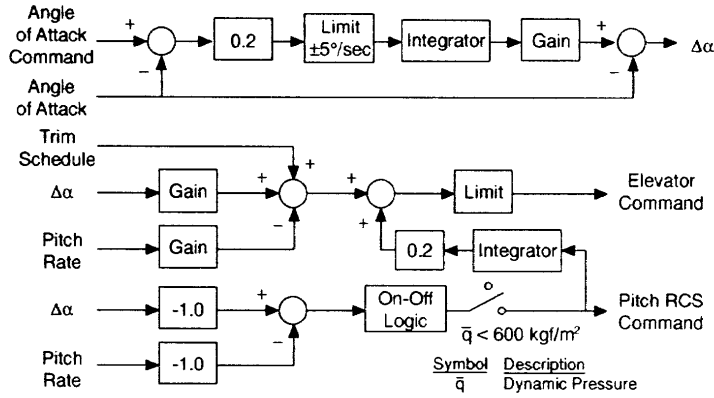 Angle
of Attack
Command
+
−
0.2
Limit
±5°/sec
Integrator
Gain
+
−
Δα
Angle
of Attack
Trim
Schedule
+
Δα
Gain
+
+
Elevator
Command
Limit
Pitch
Rate
Gain
−
+
0.2
Integrator
Δα
-1.0
+
On-Off
Logic
Pitch RCS
Command
q̄ < 600 kgf/m²
Pitch
Rate
-1.0
−
Symbol Description
q̄ Dynamic Pressure